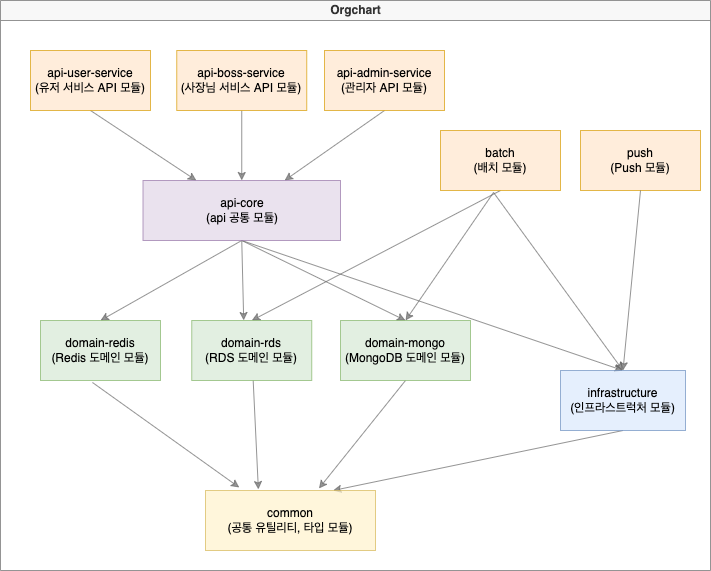 Orgchart
api-user-service
(유저 서비스 API 모듈)
api-boss-service
(사장님 서비스 API 모듈)
api-admin-service
(관리자 API 모듈)
batch
(배치 모듈)
push
(Push 모듈)
api-core
(api 공통 모듈)
domain-redis
(Redis 도메인 모듈)
domain-rds
(RDS 도메인 모듈)
domain-mongo
(MongoDB 도메인 모듈)
infrastructure
(인프라스트럭처 모듈)
common
(공통 유틸리티, 타입 모듈)